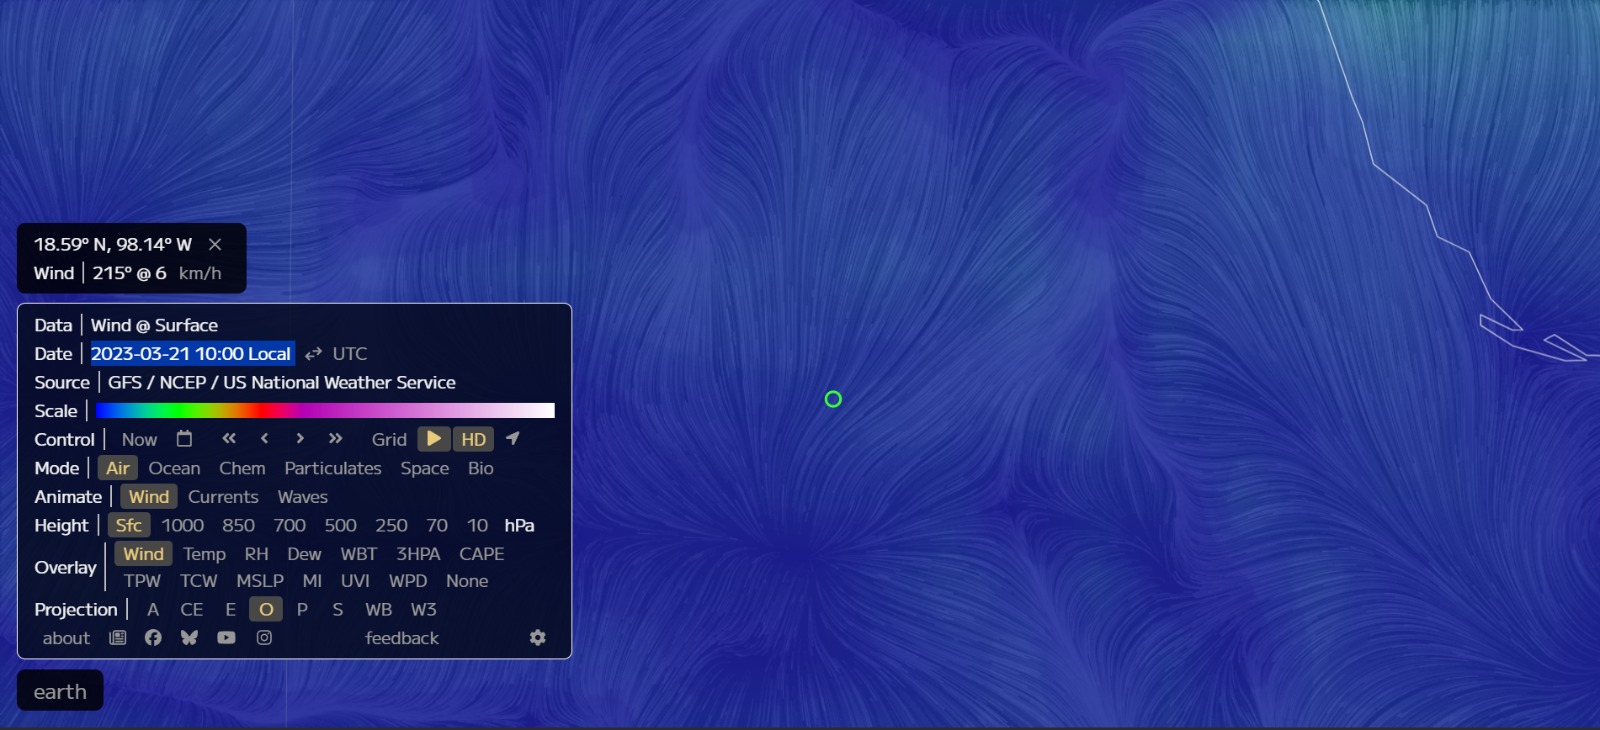 18.59° N, 98.14° W ×
Wind | 215° @ 6 km/h
Data | Wind @ Surface
Date | 2023-03-21 10:00 Local ⇄ UTC
Source | GFS / NCEP / US National Weather Service
Scale |
Control | Now « ‹ › » Grid HD
Mode | Air Ocean Chem Particulates Space Bio
Animate | Wind Currents Waves
Height | Sfc 1000 850 700 500 250 70 10 hPa
Overlay | Wind Temp RH Dew WBT 3HPA CAPE
TPW TCW MSLP MI UVI WPD None
Projection | A CE E O P S WB W3
about feedback
earth